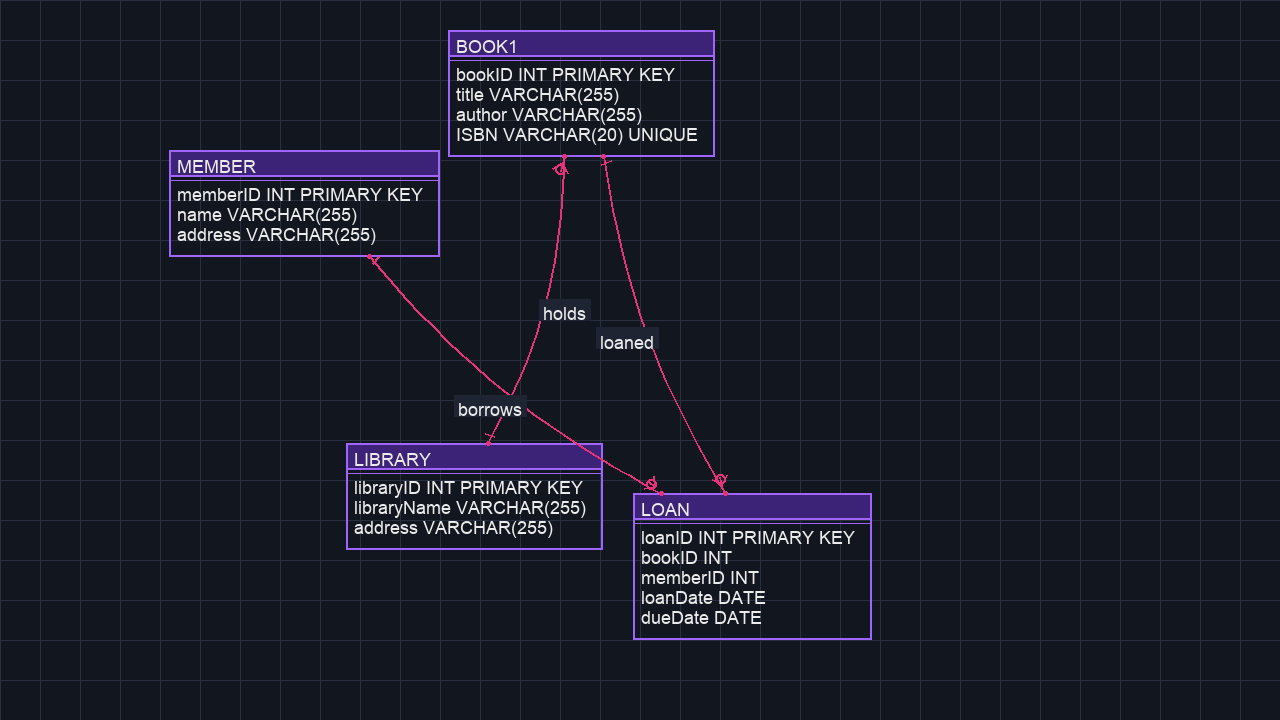 BOOK1
bookID INT PRIMARY KEY
title VARCHAR(255)
author VARCHAR(255)
ISBN VARCHAR(20) UNIQUE
MEMBER
memberID INT PRIMARY KEY
name VARCHAR(255)
address VARCHAR(255)
holds
loaned
borrows
LIBRARY
libraryID INT PRIMARY KEY
libraryName VARCHAR(255)
address VARCHAR(255)
LOAN
loanID INT PRIMARY KEY
bookID INT
memberID INT
loanDate DATE
dueDate DATE